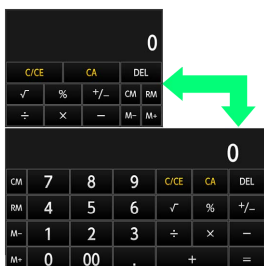 0
C/CE CA DEL
√ % +/− CM RM
÷ × − M− M+
0
CM 7 8 9 C/CE CA DEL
RM 4 5 6 √ % +/−
M− 1 2 3 ÷ × −
M+ 0 00 . + =